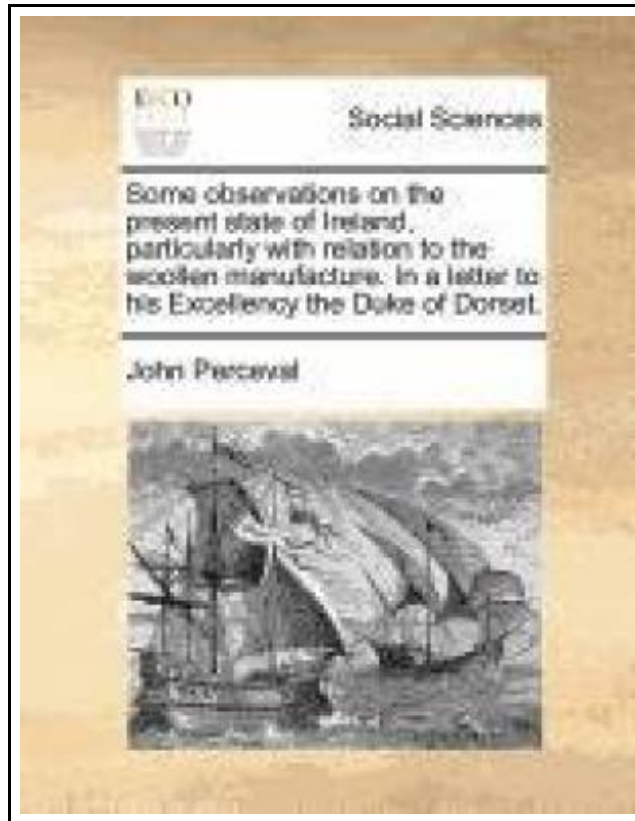 ECCO
Social Sciences
Some observations on the
present state of Ireland,
particularly with relation to the
woollen manufacture. In a letter to
his Excellency the Duke of Dorset.
John Perceval